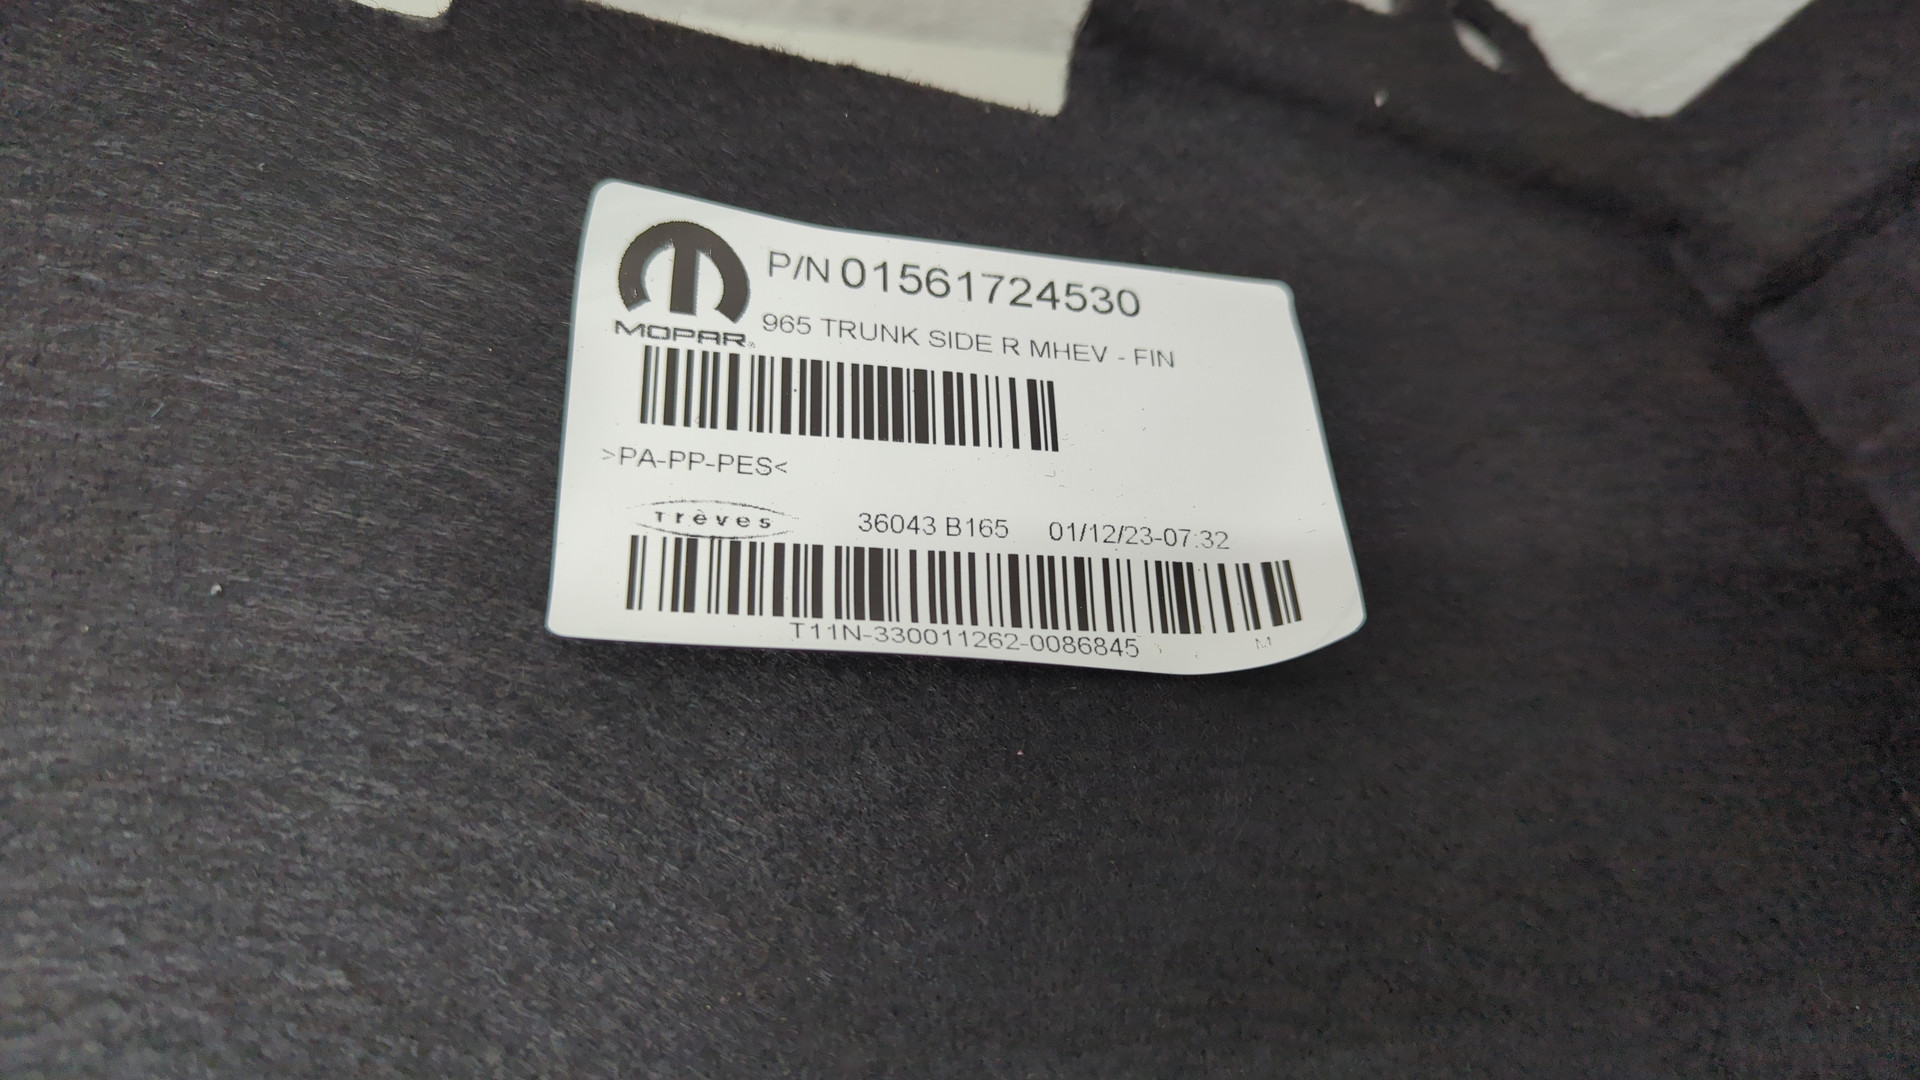 P/N 01561724530
MOPAR®
965 TRUNK SIDE R MHEV - FIN
>PA-PP-PES<
Trèves 36043 B165 01/12/23-07:32
T11N-330011262-0086845 M